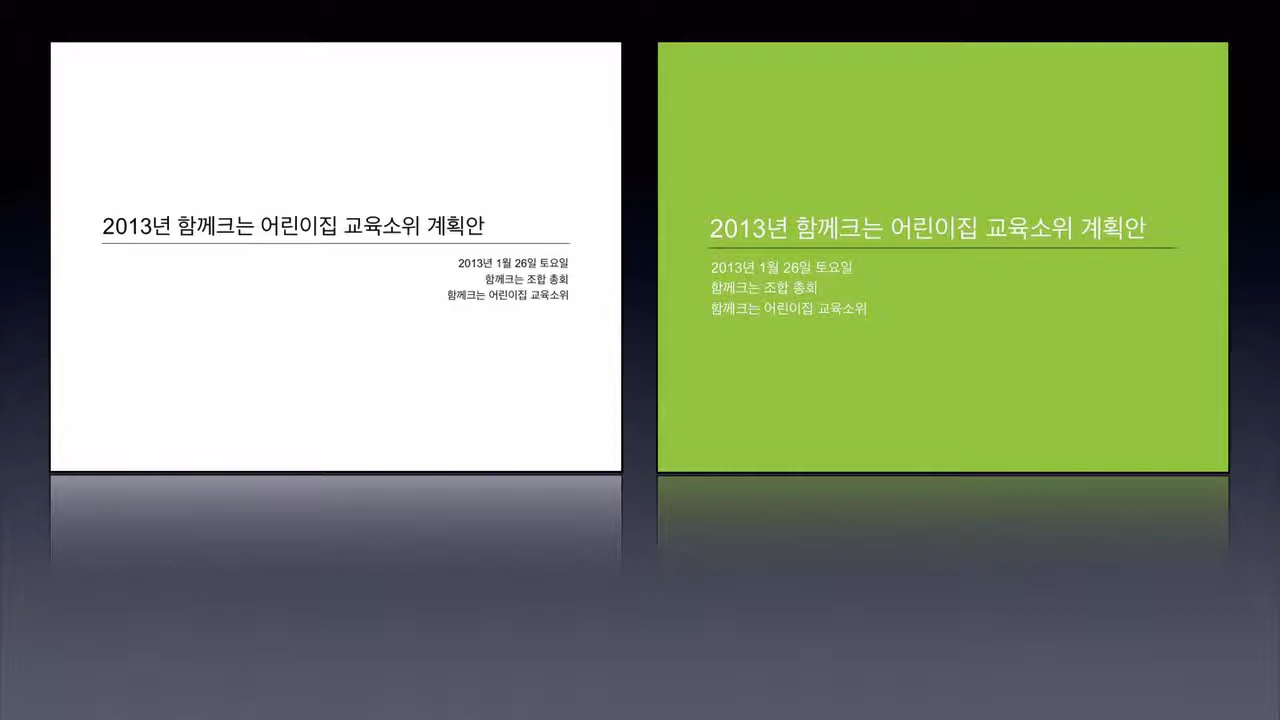 2013년 함께크는 어린이집 교육소위 계획안
2013년 1월 26일 토요일
함께크는 조합 총회
함께크는 어린이집 교육소위
2013년 함께크는 어린이집 교육소위 계획안
2013년 1월 26일 토요일
함께크는 조합 총회
함께크는 어린이집 교육소위